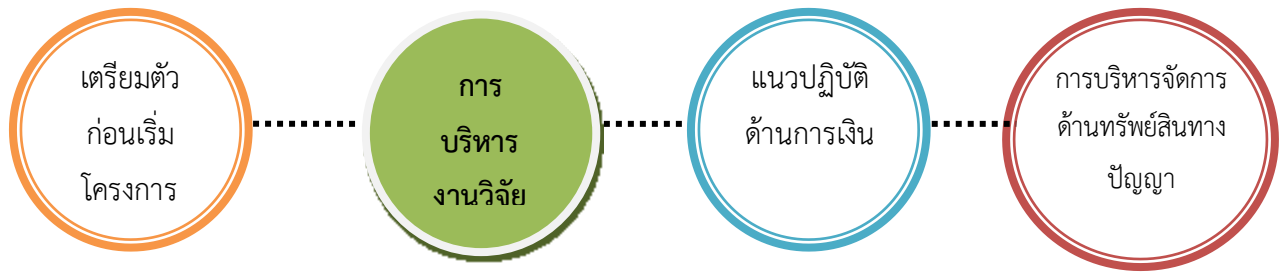 เตรียมตัว
ก่อนเริ่ม
โครงการ
การ
บริหาร
งานวิจัย
แนวปฏิบัติ
ด้านการเงิน
การบริหารจัดการ
ด้านทรัพย์สินทาง
ปัญญา